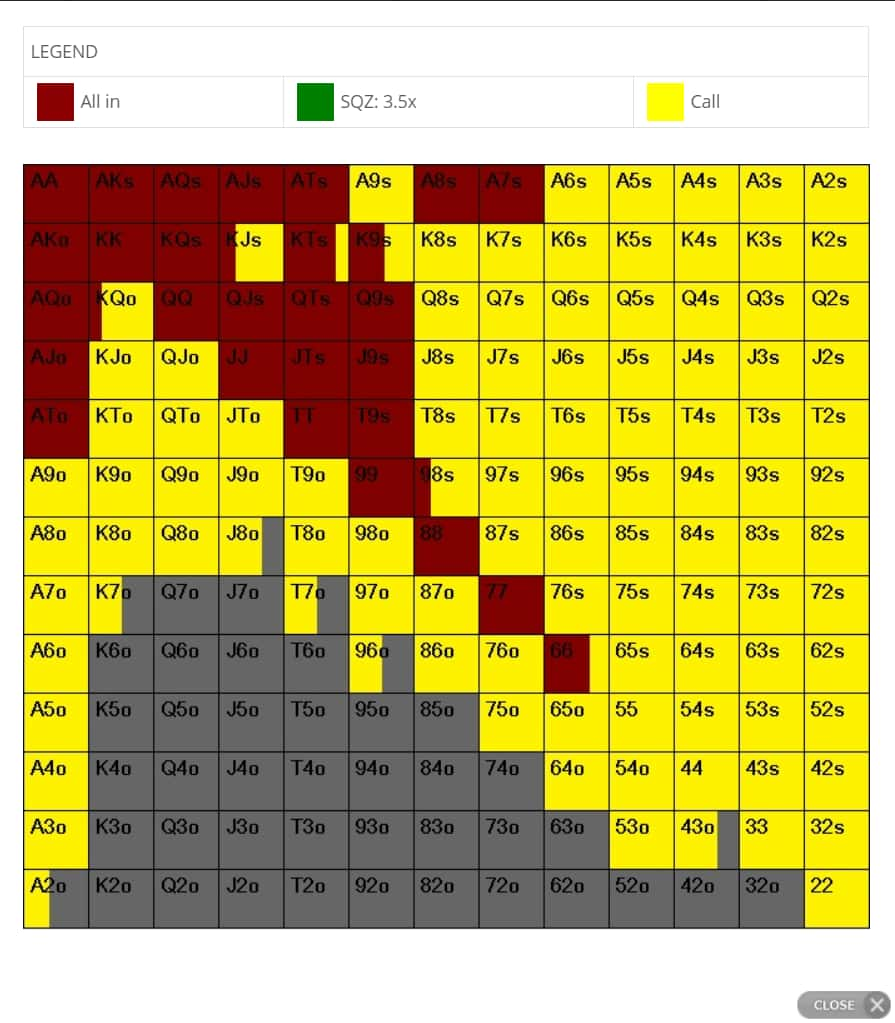 LEGEND
All in SQZ: 3.5x Call
AA AKs AQs AJs ATs A9s A8s A7s A6s A5s A4s A3s A2s
AKo KK KQs KJs KTs K9s K8s K7s K6s K5s K4s K3s K2s
AQo KQo QQ QJs QTs Q9s Q8s Q7s Q6s Q5s Q4s Q3s Q2s
AJo KJo QJo JJ JTs J9s J8s J7s J6s J5s J4s J3s J2s
ATo KTo QTo JTo TT T9s T8s T7s T6s T5s T4s T3s T2s
A9o K9o Q9o J9o T9o 99 98s 97s 96s 95s 94s 93s 92s
A8o K8o Q8o J8o T8o 98o 88 87s 86s 85s 84s 83s 82s
A7o K7o Q7o J7o T7o 97o 87o 77 76s 75s 74s 73s 72s
A6o K6o Q6o J6o T6o 96o 86o 76o 66 65s 64s 63s 62s
A5o K5o Q5o J5o T5o 95o 85o 75o 65o 55 54s 53s 52s
A4o K4o Q4o J4o T4o 94o 84o 74o 64o 54o 44 43s 42s
A3o K3o Q3o J3o T3o 93o 83o 73o 63o 53o 43o 33 32s
A2o K2o Q2o J2o T2o 92o 82o 72o 62o 52o 42o 32o 22
CLOSE